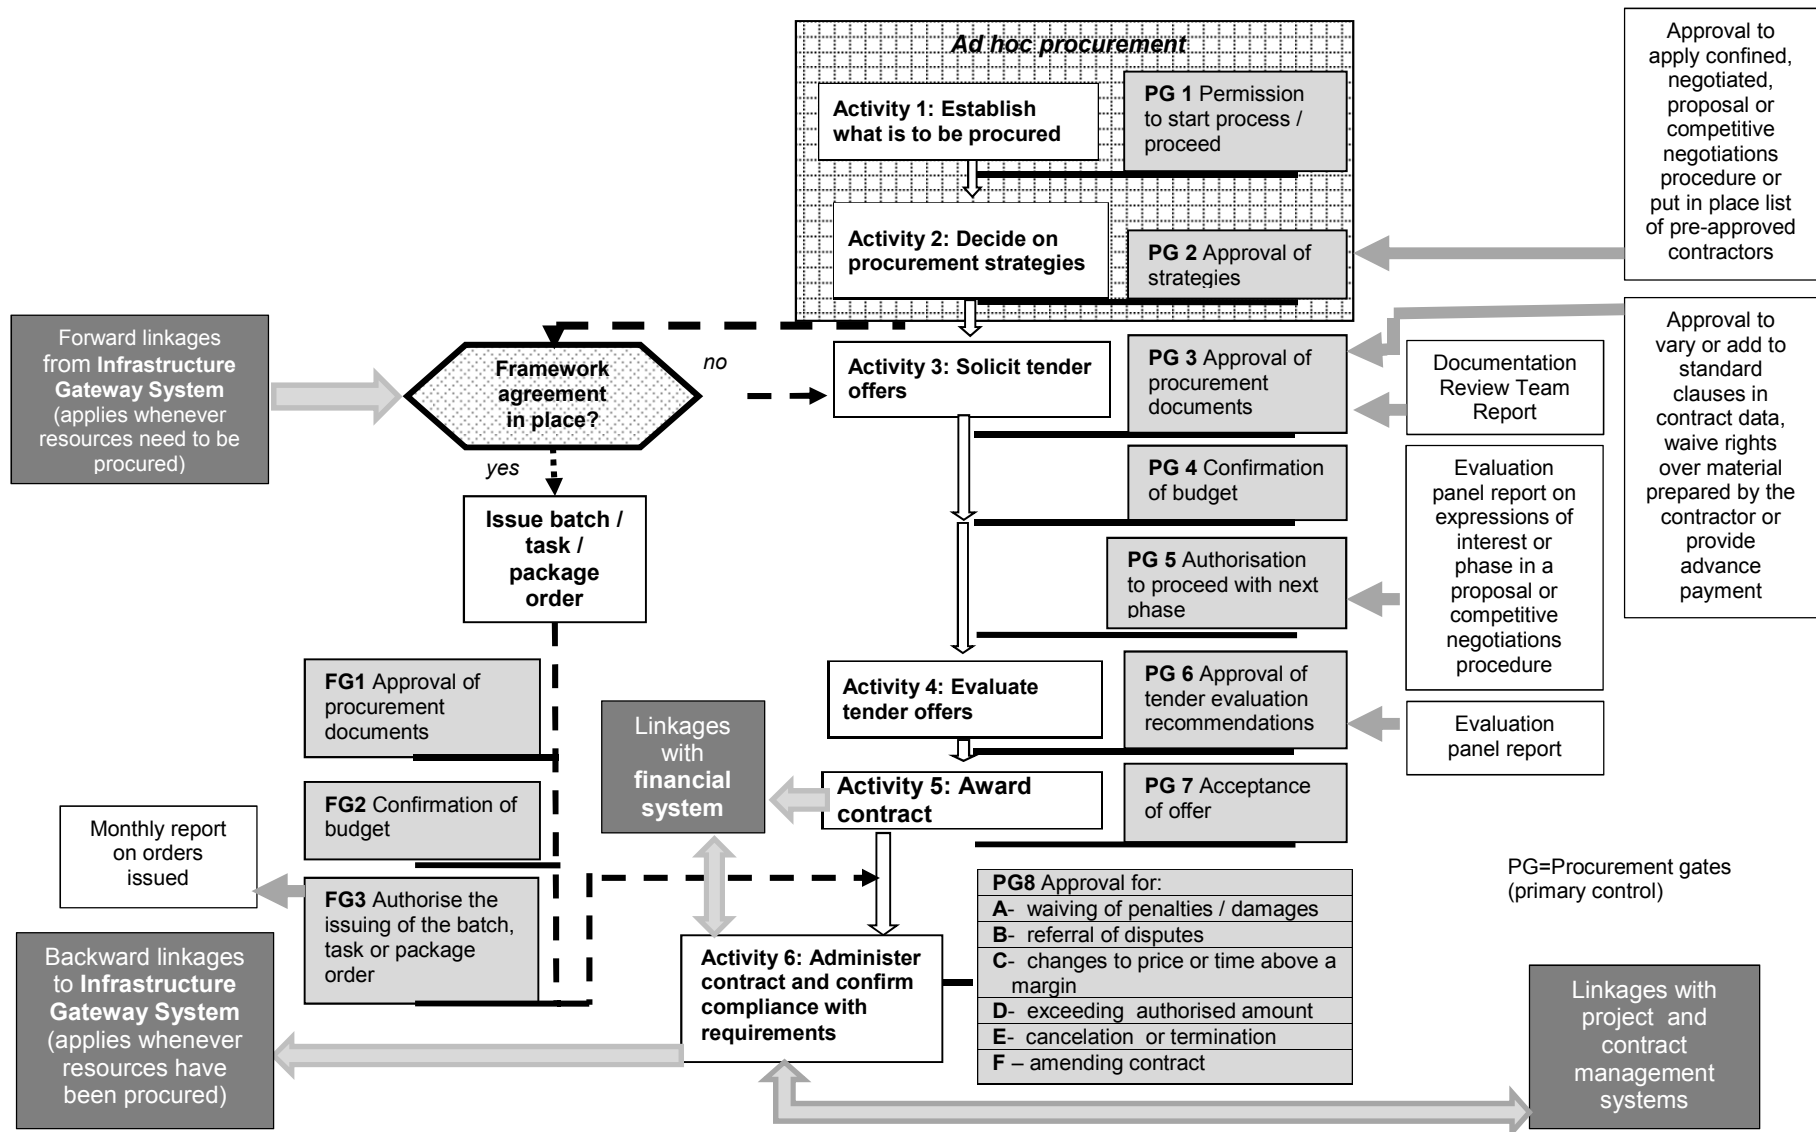 Ad hoc procurement
Activity 1: Establish
what is to be procured
PG 1 Permission
to start process /
proceed
Activity 2: Decide on
procurement strategies
PG 2 Approval of
strategies
Approval to
apply confined,
negotiated,
proposal or
competitive
negotiations
procedure or
put in place list
of pre-approved
contractors
Forward linkages
from Infrastructure
Gateway System
(applies whenever
resources need to be
procured)
Framework
agreement
in place?
no
yes
Activity 3: Solicit tender
offers
PG 3 Approval of
procurement
documents
Documentation
Review Team
Report
Approval to
vary or add to
standard
clauses in
contract data,
waive rights
over material
prepared by the
contractor or
provide
advance
payment
Issue batch /
task /
package
order
PG 4 Confirmation
of budget
PG 5 Authorisation
to proceed with next
phase
Evaluation
panel report on
expressions of
interest or
phase in a
proposal or
competitive
negotiations
procedure
FG1 Approval of
procurement
documents
Linkages
with
financial
system
Activity 4: Evaluate
tender offers
PG 6 Approval of
tender evaluation
recommendations
Evaluation
panel report
FG2 Confirmation of
budget
Activity 5: Award
contract
PG 7 Acceptance
of offer
Monthly report
on orders
issued
FG3 Authorise the
issuing of the batch,
task or package
order
PG8 Approval for:
A- waiving of penalties / damages
B- referral of disputes
C- changes to price or time above a
margin
D- exceeding authorised amount
E- cancelation or termination
F – amending contract
PG=Procurement gates
(primary control)
Backward linkages
to Infrastructure
Gateway System
(applies whenever
resources have
been procured)
Activity 6: Administer
contract and confirm
compliance with
requirements
Linkages with
project and
contract
management
systems